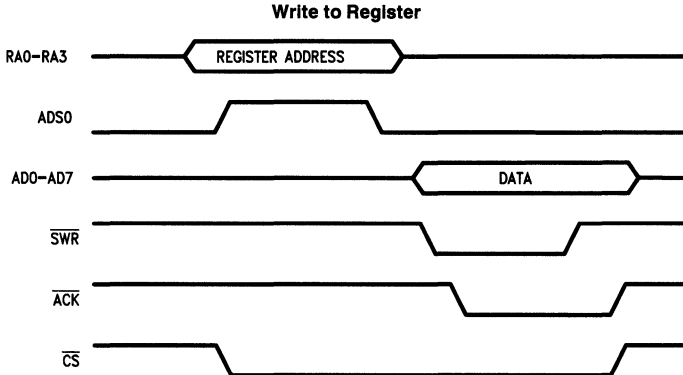 Write to Register
RA0–RA3
REGISTER ADDRESS
ADS0
AD0–AD7
DATA
SWR
ACK
CS